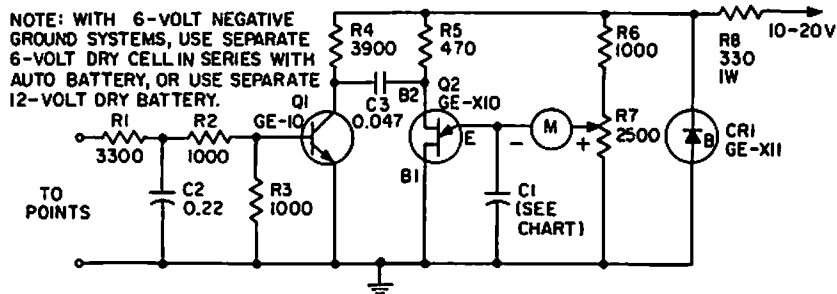 NOTE: WITH 6-VOLT NEGATIVE
GROUND SYSTEMS, USE SEPARATE
6-VOLT DRY CELL IN SERIES WITH
AUTO BATTERY, OR USE SEPARATE
12-VOLT DRY BATTERY.
R4
3900
R5
470
R6
1000
R8
330
1W
10-20V
C3
0.047
B2
Q2
GE-X10
Q1
GE-10
R1
3300
R2
1000
E
B1
M
- +
R7
2500
B
CR1
GE-X11
TO
POINTS
C2
0.22
R3
1000
C1
(SEE
CHART)